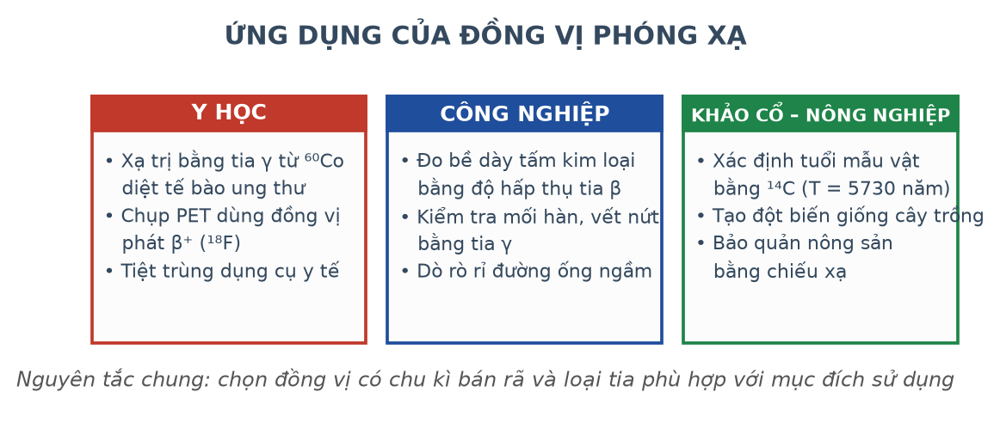 ỨNG DỤNG CỦA ĐỒNG VỊ PHÓNG XẠ
Y HỌC
• Xạ trị bằng tia γ từ ⁶⁰Co
diệt tế bào ung thư
• Chụp PET dùng đồng vị
phát β⁺ (¹⁸F)
• Tiệt trùng dụng cụ y tế
CÔNG NGHIỆP
• Đo bề dày tấm kim loại
bằng độ hấp thụ tia β
• Kiểm tra mối hàn, vết nứt
bằng tia γ
• Dò rò rỉ đường ống ngầm
KHẢO CỔ – NÔNG NGHIỆP
• Xác định tuổi mẫu vật
bằng ¹⁴C (T = 5730 năm)
• Tạo đột biến giống cây trồng
• Bảo quản nông sản
bằng chiếu xạ
Nguyên tắc chung: chọn đồng vị có chu kì bán rã và loại tia phù hợp với mục đích sử dụng